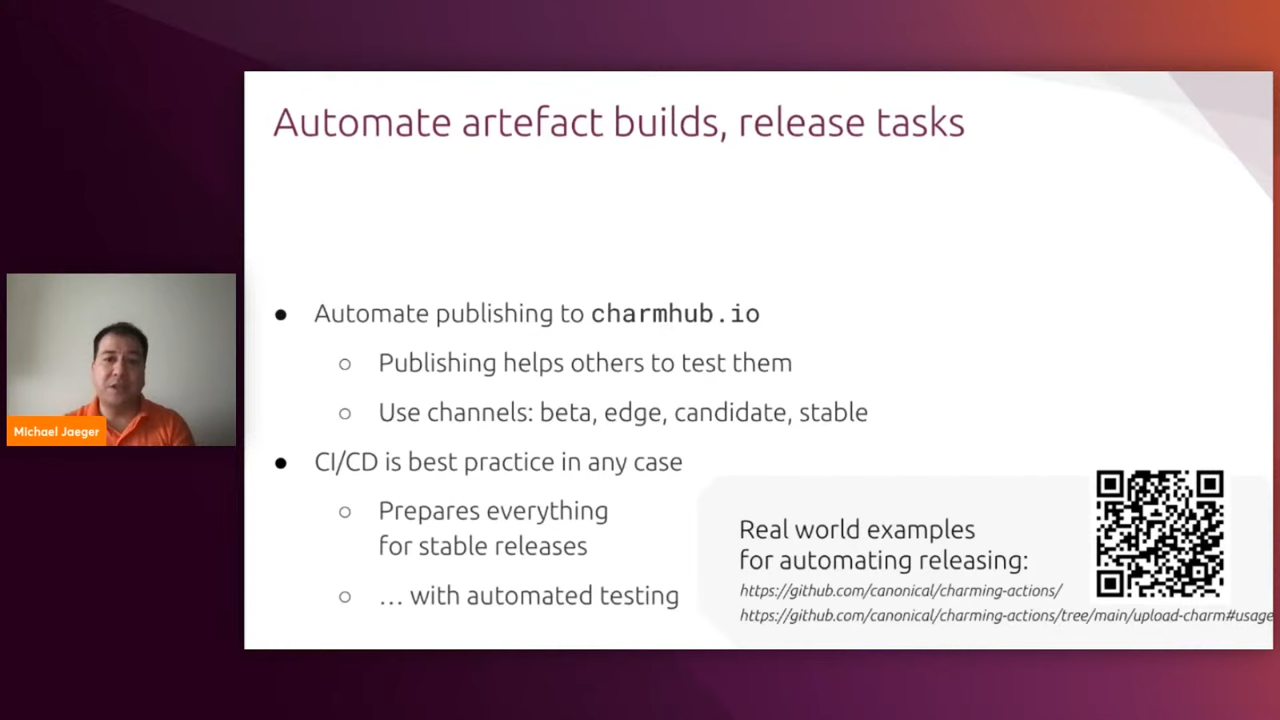 Automate artefact builds, release tasks
● Automate publishing to charmhub.io
○ Publishing helps others to test them
○ Use channels: beta, edge, candidate, stable
● CI/CD is best practice in any case
○ Prepares everything
for stable releases
○ … with automated testing
Real world examples
for automating releasing:
https://github.com/canonical/charming-actions/
https://github.com/canonical/charming-actions/tree/main/upload-charm#usage
Michael Jaeger